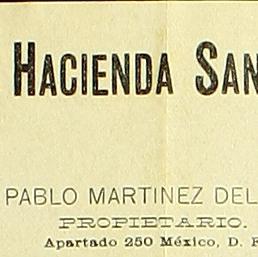 HACIENDA SAN
PABLO MARTINEZ DEL
PROPIETARIO.
Apartado 250 México, D. F